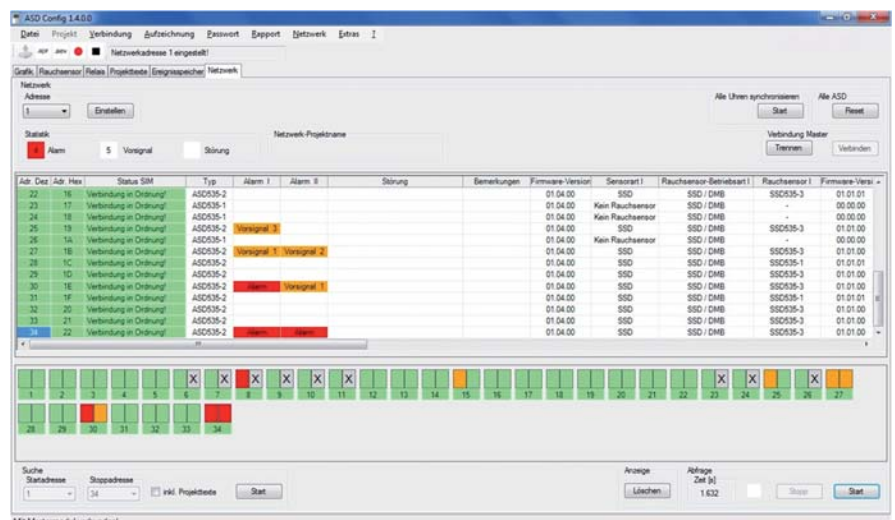 ASD Config 1.4.0.0
Datei Projekt Verbindung Aufzeichnung Passwort Rapport Netzwerk Extras ?
Netzwerkadresse 1 eingestellt!
Grafik Rauchsensor Relais Projekttexte Ereignisspeicher Netzwerk
Netzwerk
Adresse
1 Einstellen
Alle Uhren synchronisieren Alle ASD
Start Reset
Statistik Netzwerk-Projektname Verbindung Master
Alarm 5 Vorsignal Störung Trennen Verbinden
Adr. Dez Adr. Hex Status SIM Typ Alarm I Alarm II Störung Bemerkungen Firmware-Version Sensorart I Rauchsensor-Betriebsart I Rauchsensor I Firmware-Versi
22 16 Verbindung in Ordnung! ASD535-2 01.04.00 SSD SSD / DMB SSD535-3 01.01.01
23 17 Verbindung in Ordnung! ASD535-1 01.04.00 Kein Rauchsensor SSD / DMB - 00.00.00
24 18 Verbindung in Ordnung! ASD535-1 01.04.00 Kein Rauchsensor SSD / DMB - 00.00.00
25 19 Verbindung in Ordnung! ASD535-2 Vorsignal 3 01.04.00 SSD SSD / DMB SSD535-3 01.01.01
26 1A Verbindung in Ordnung! ASD535-1 01.04.00 Kein Rauchsensor SSD / DMB - 00.00.00
27 1B Verbindung in Ordnung! ASD535-2 Vorsignal 1 Vorsignal 2 01.04.00 SSD SSD / DMB SSD535-3 01.01.00
28 1C Verbindung in Ordnung! ASD535-2 01.04.00 SSD SSD / DMB SSD535-1 01.01.01
29 1D Verbindung in Ordnung! ASD535-2 01.04.00 SSD SSD / DMB SSD535-3 01.01.00
30 1E Verbindung in Ordnung! ASD535-2 Alarm Vorsignal 1 01.04.00 SSD SSD / DMB SSD535-3 01.01.00
31 1F Verbindung in Ordnung! ASD535-2 01.04.00 SSD SSD / DMB SSD535-1 01.01.01
32 20 Verbindung in Ordnung! ASD535-2 01.04.00 SSD SSD / DMB SSD535-3 01.01.00
33 21 Verbindung in Ordnung! ASD535-2 01.04.00 SSD SSD / DMB SSD535-3 01.01.00
34 22 Verbindung in Ordnung! ASD535-2 Alarm Alarm 01.04.00 SSD SSD / DMB SSD535-3 01.01.00
X X X X X X X X X
1 2 3 4 5 6 7 8 9 10 11 12 13 14 15 16 17 18 19 20 21 22 23 24 25 26 27
28 29 30 31 32 33 34
Suche Anzeige Abfrage
Startadresse Stoppadresse Zeit [s]
1 34 inkl. Projekttexte Start Löschen 1.632 Stopp Start